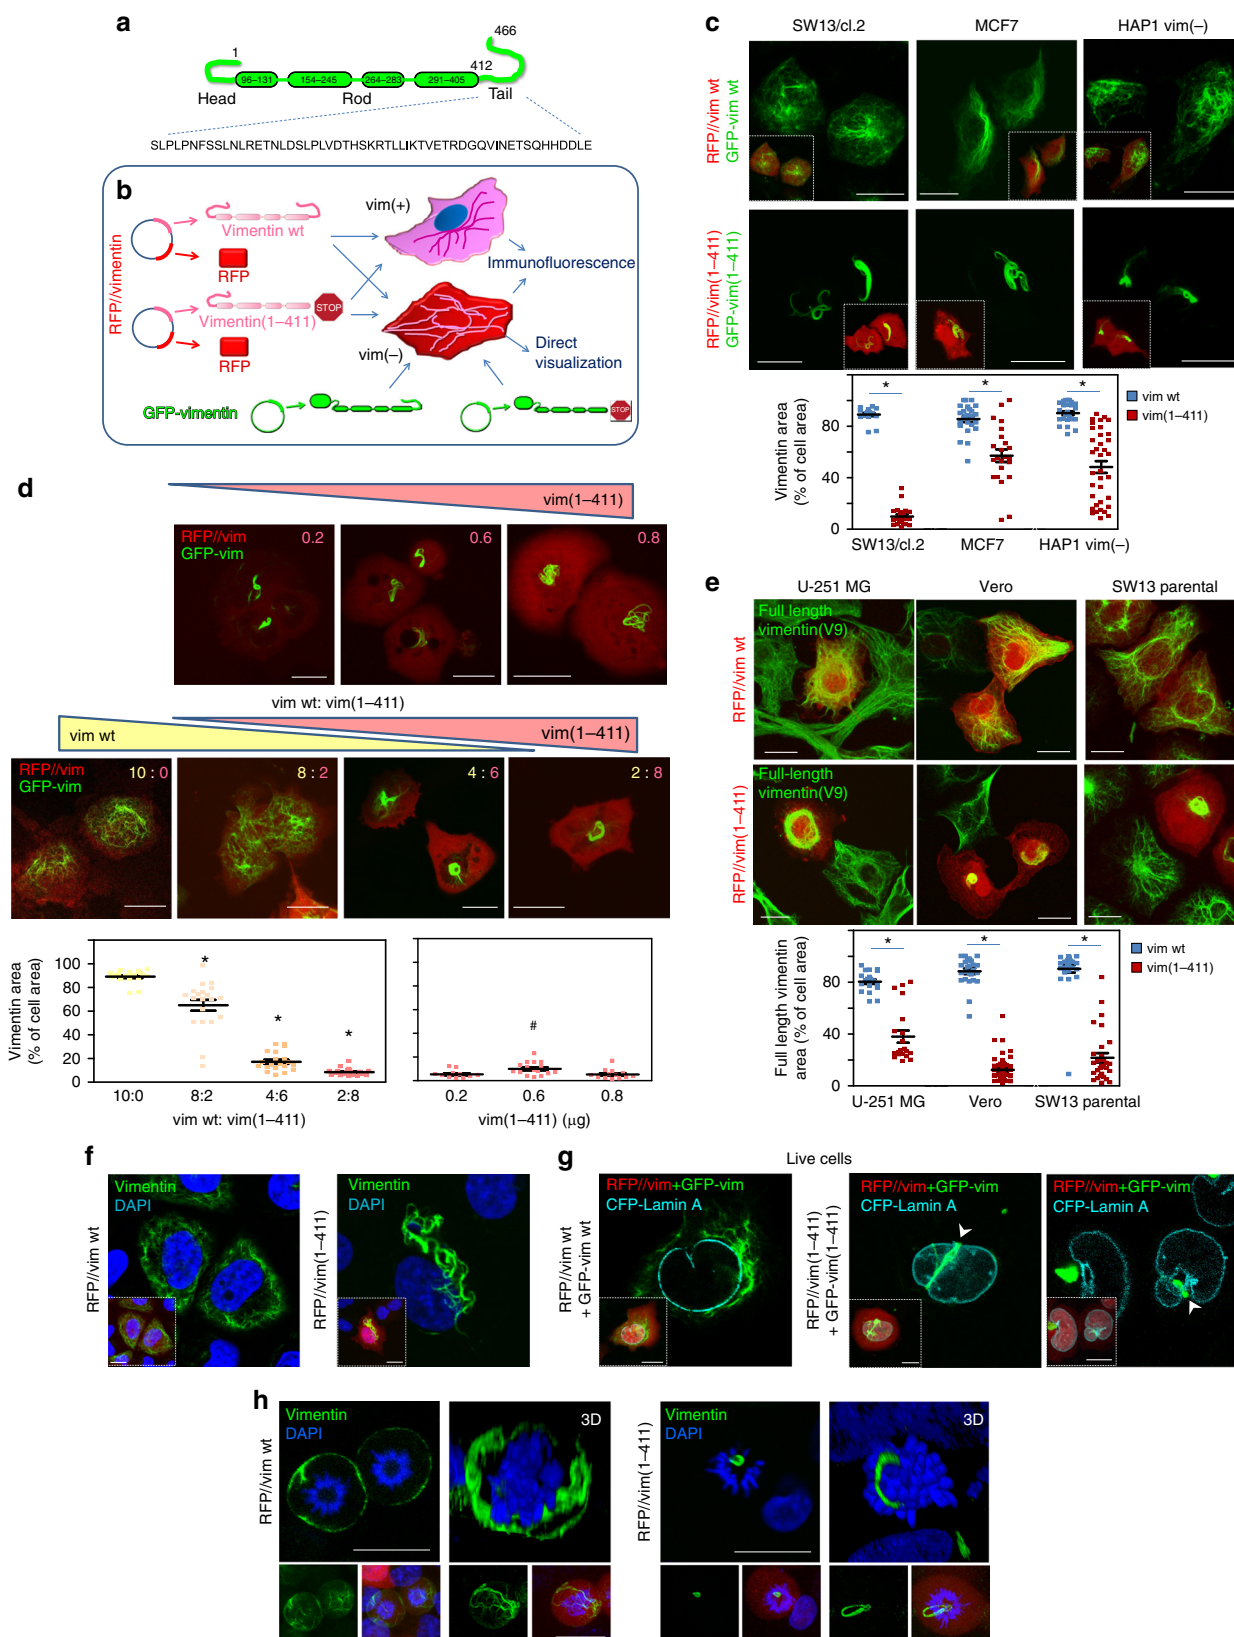 a
1
466
96–131
154–245
264–283
291–405
412
Head
Rod
Tail
SLPLPNFSSLNLRETNLDSLPLVDTHSKRTLLIKTVETRDGQVINETSQHHDDLE
b
RFP//vimentin
Vimentin wt
RFP
Vimentin(1–411)
STOP
RFP
vim(+)
vim(–)
Immunofluorescence
Direct
visualization
GFP-vimentin
STOP
c
SW13/cl.2
MCF7
HAP1 vim(–)
RFP//vim wt
GFP-vim wt
RFP//vim(1–411)
GFP-vim(1–411)
Vimentin area
(% of cell area)
80
40
0
*
*
*
vim wt
vim(1–411)
SW13/cl.2
MCF7
HAP1 vim(–)
d
vim(1–411)
RFP//vim
GFP-vim
0.2
0.6
0.8
vim wt: vim(1–411)
vim wt
vim(1–411)
RFP//vim
GFP-vim
10 : 0
8 : 2
4 : 6
2 : 8
Vimentin area
(% of cell area)
100
80
60
40
20
0
*
*
*
#
10:0
8:2
4:6
2:8
vim wt: vim(1–411)
0.2
0.6
0.8
vim(1–411) (μg)
e
U-251 MG
Vero
SW13 parental
RFP//vim wt
Full length
vimentin(V9)
RFP//vim(1–411)
Full-length
vimentin(V9)
Full length vimentin
area (% of cell area)
80
40
0
*
*
*
vim wt
vim(1–411)
U-251 MG
Vero
SW13 parental
f
RFP//vim wt
Vimentin
DAPI
RFP//vim(1–411)
Vimentin
DAPI
g
Live cells
RFP//vim wt
+ GFP-vim wt
RFP//vim+GFP-vim
CFP-Lamin A
RFP//vim(1–411)
+ GFP-vim(1–411)
RFP//vim+GFP-vim
CFP-Lamin A
RFP//vim+GFP-vim
CFP-Lamin A
h
RFP//vim wt
Vimentin
DAPI
3D
RFP//vim(1–411)
Vimentin
DAPI
3D